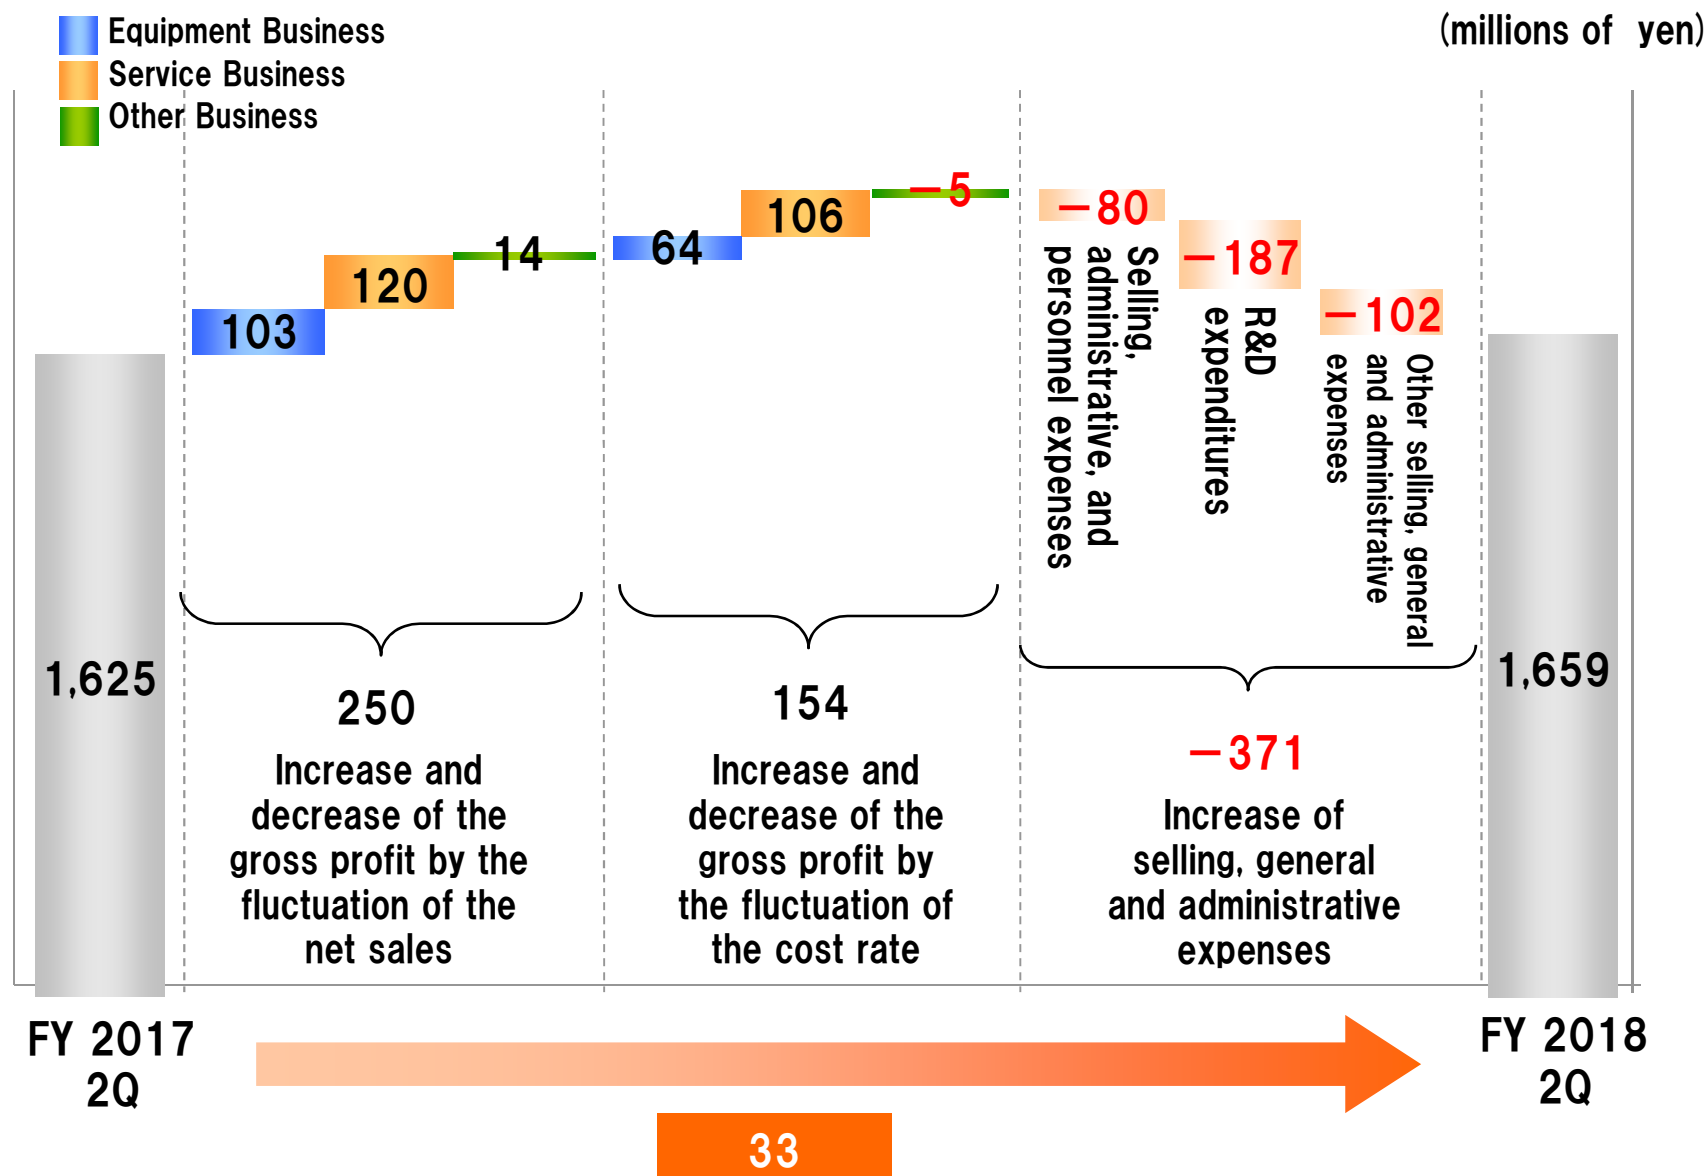 Equipment Business
Service Business
Other Business
(millions of yen)
103
120
14
64
106
－5
－80
Selling,
administrative, and
personnel expenses
－187
R&D
expenditures
－102
Other selling, general
and administrative
expenses
1,625
250
Increase and
decrease of the
gross profit by the
fluctuation of the
net sales
154
Increase and
decrease of the
gross profit by
the fluctuation of
the cost rate
－371
Increase of
selling, general
and administrative
expenses
1,659
FY 2017
2Q
FY 2018
2Q
33